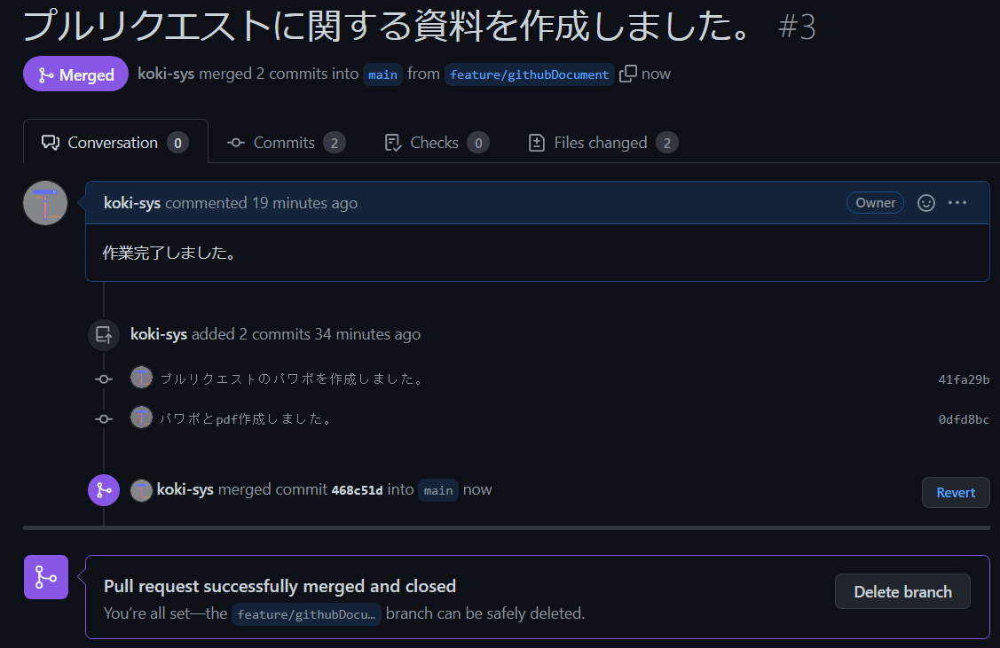 プルリクエストに関する資料を作成しました。 #3
Merged koki-sys merged 2 commits into main from feature/githubDocument now
Conversation 0 Commits 2 Checks 0 Files changed 2
koki-sys commented 19 minutes ago Owner
作業完了しました。
koki-sys added 2 commits 34 minutes ago
プルリクエストのパワポを作成しました。 41fa29b
パワポとpdf作成しました。 0dfd8bc
koki-sys merged commit 468c51d into main now Revert
Pull request successfully merged and closed
You're all set—the feature/githubDocu… branch can be safely deleted.
Delete branch